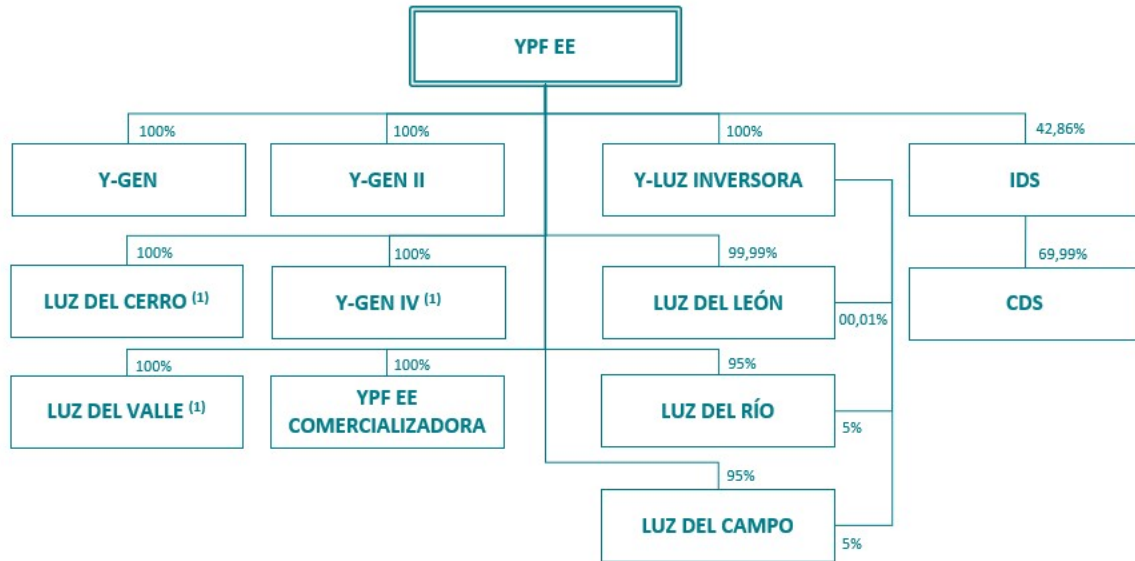 YPF EE
100%
100%
100%
42,86%
Y-GEN
Y-GEN II
Y-LUZ INVERSORA
IDS
100%
100%
99,99%
69,99%
LUZ DEL CERRO (1)
Y-GEN IV (1)
LUZ DEL LEÓN
00,01%
CDS
100%
100%
95%
LUZ DEL VALLE (1)
YPF EE
COMERCIALIZADORA
LUZ DEL RÍO
5%
95%
LUZ DEL CAMPO
5%